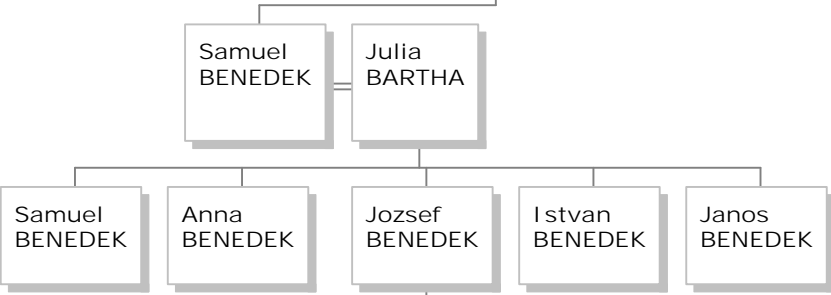 Samuel
BENEDEK
Julia
BARTHA
Samuel
BENEDEK
Anna
BENEDEK
Jozsef
BENEDEK
Istvan
BENEDEK
Janos
BENEDEK